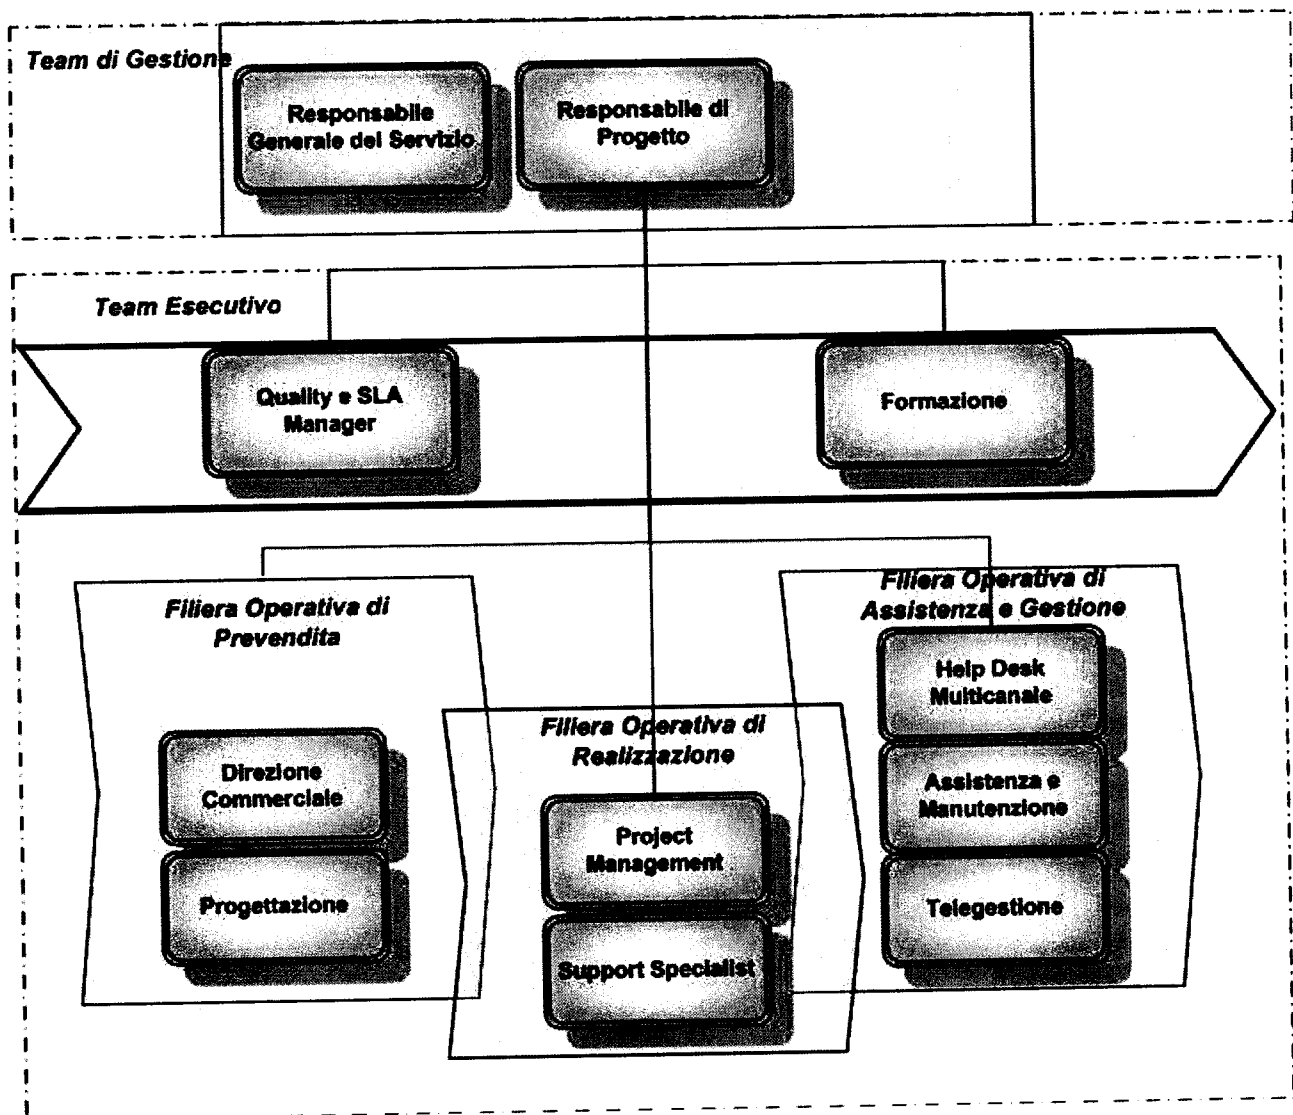 Team di Gestione
Responsabile
Generale del Servizio
Responsabile di
Progetto
Team Esecutivo
Quality e SLA
Manager
Formazione
Filiera Operativa di
Prevendita
Direzione
Commerciale
Progettazione
Filiera Operativa di
Realizzazione
Project
Management
Support Specialist
Filiera Operativa di
Assistenza e Gestione
Help Desk
Multicanale
Assistenza e
Manutenzione
Telegestione